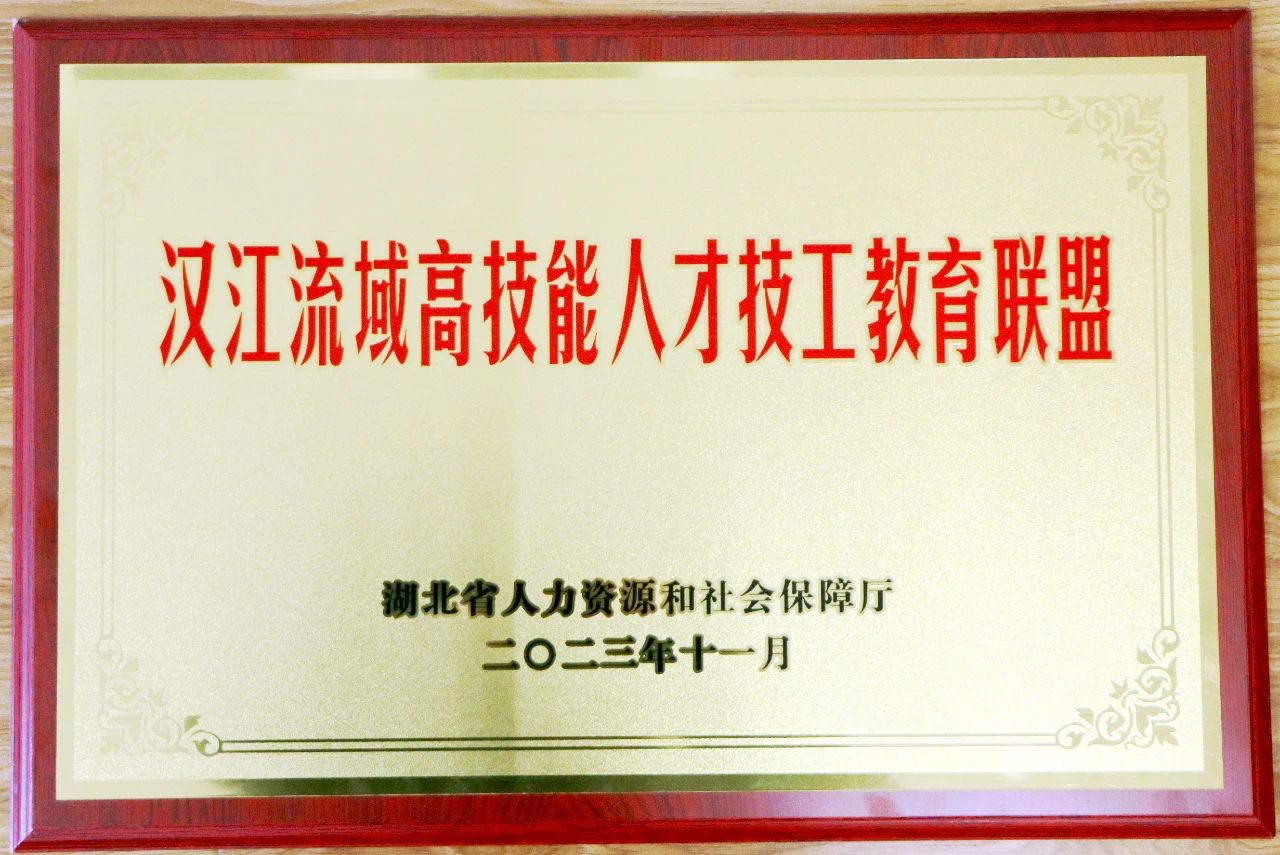 汉江流域高技能人才技工教育联盟
湖北省人力资源和社会保障厅
二〇二三年十一月